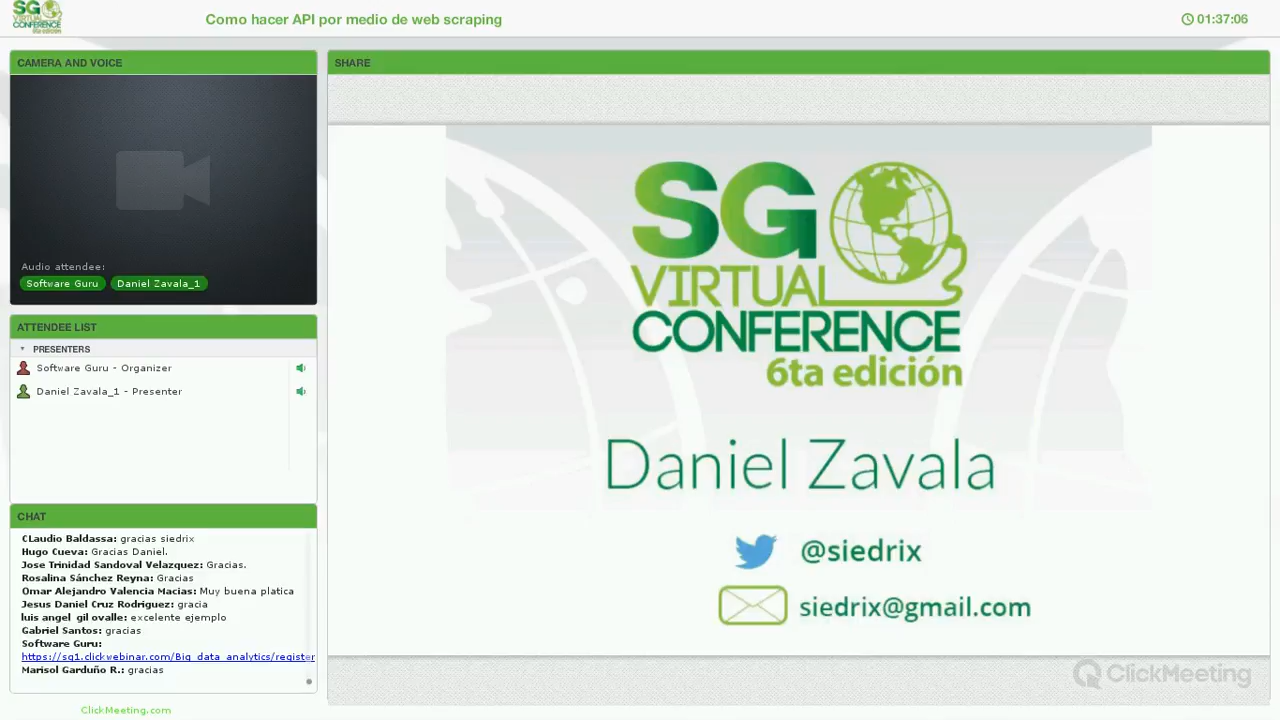 SG
VIRTUAL
CONFERENCE
6ta edición
Como hacer API por medio de web scraping
01:37:06
CAMERA AND VOICE
Audio attendee:
Software Guru
Daniel Zavala_1
ATTENDEE LIST
PRESENTERS
Software Guru - Organizer
Daniel Zavala_1 - Presenter
CHAT
CLaudio Baldassa: gracias siedrix
Hugo Cueva: Gracias Daniel.
Jose Trinidad Sandoval Velazquez: Gracias.
Rosalina Sánchez Reyna: Gracias
Omar Alejandro Valencia Macias: Muy buena platica
Jesus Daniel Cruz Rodriguez: gracia
luis angel gil ovalle: excelente ejemplo
Gabriel Santos: gracias
Software Guru:
https://sg1.clickwebinar.com/Big_data_analytics/register
Marisol Garduño R.: gracias
ClickMeeting.com
SHARE
SG
VIRTUAL
CONFERENCE
6ta edición
Daniel Zavala
@siedrix
siedrix@gmail.com
ClickMeeting